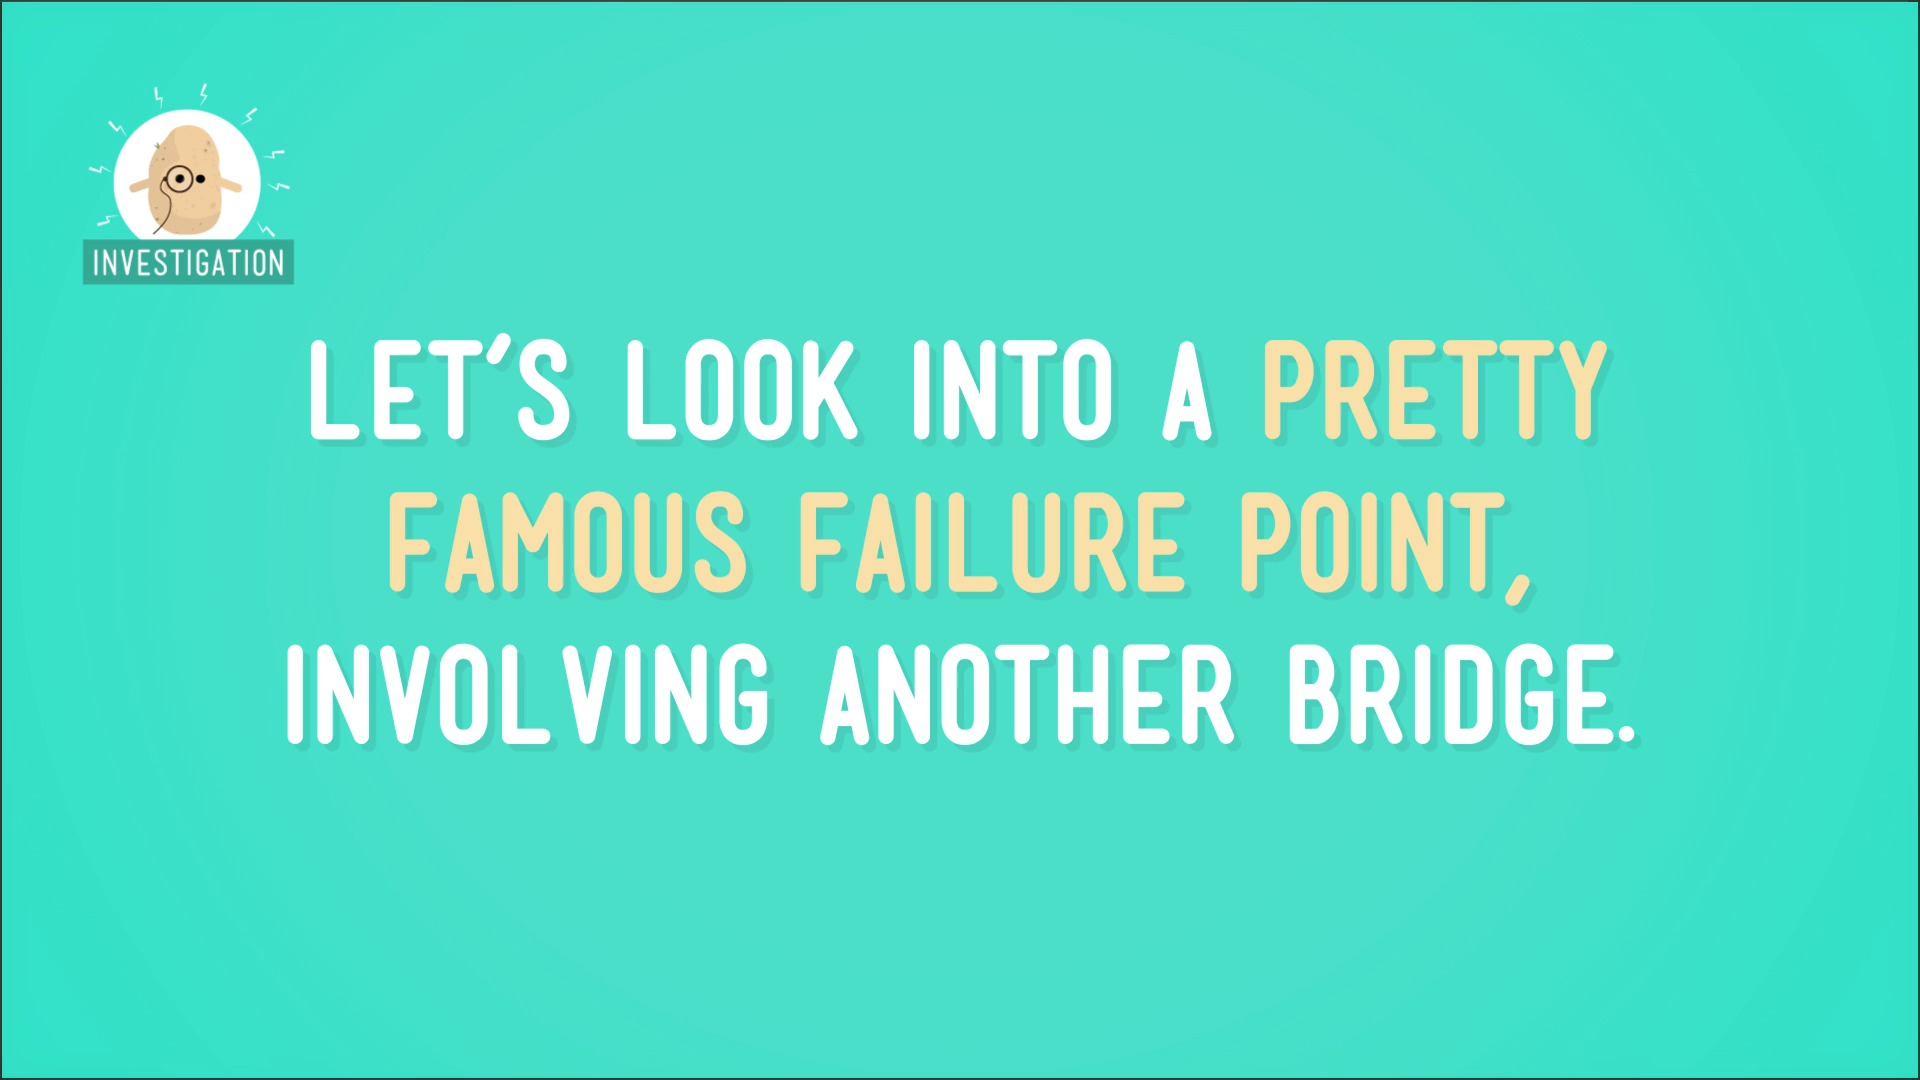 INVESTIGATION
LET'S LOOK INTO A PRETTY
FAMOUS FAILURE POINT,
INVOLVING ANOTHER BRIDGE.